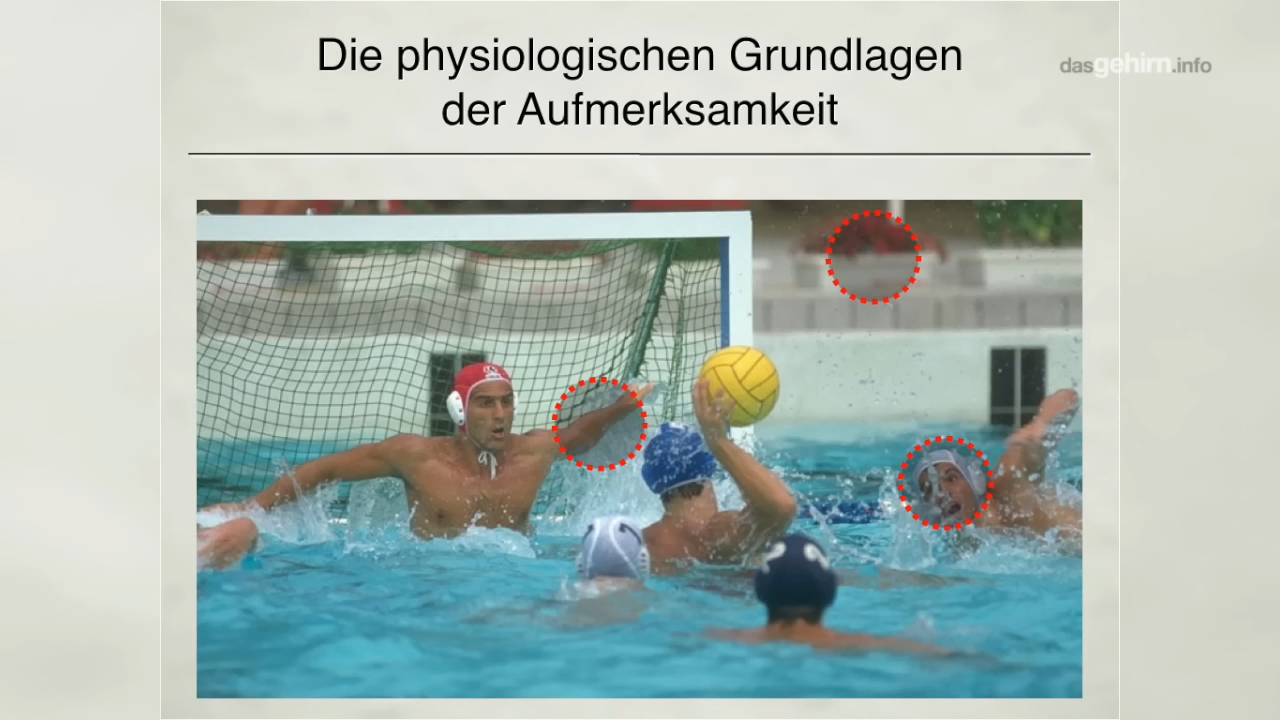 Die physiologischen Grundlagen
der Aufmerksamkeit
dasgehirn.info